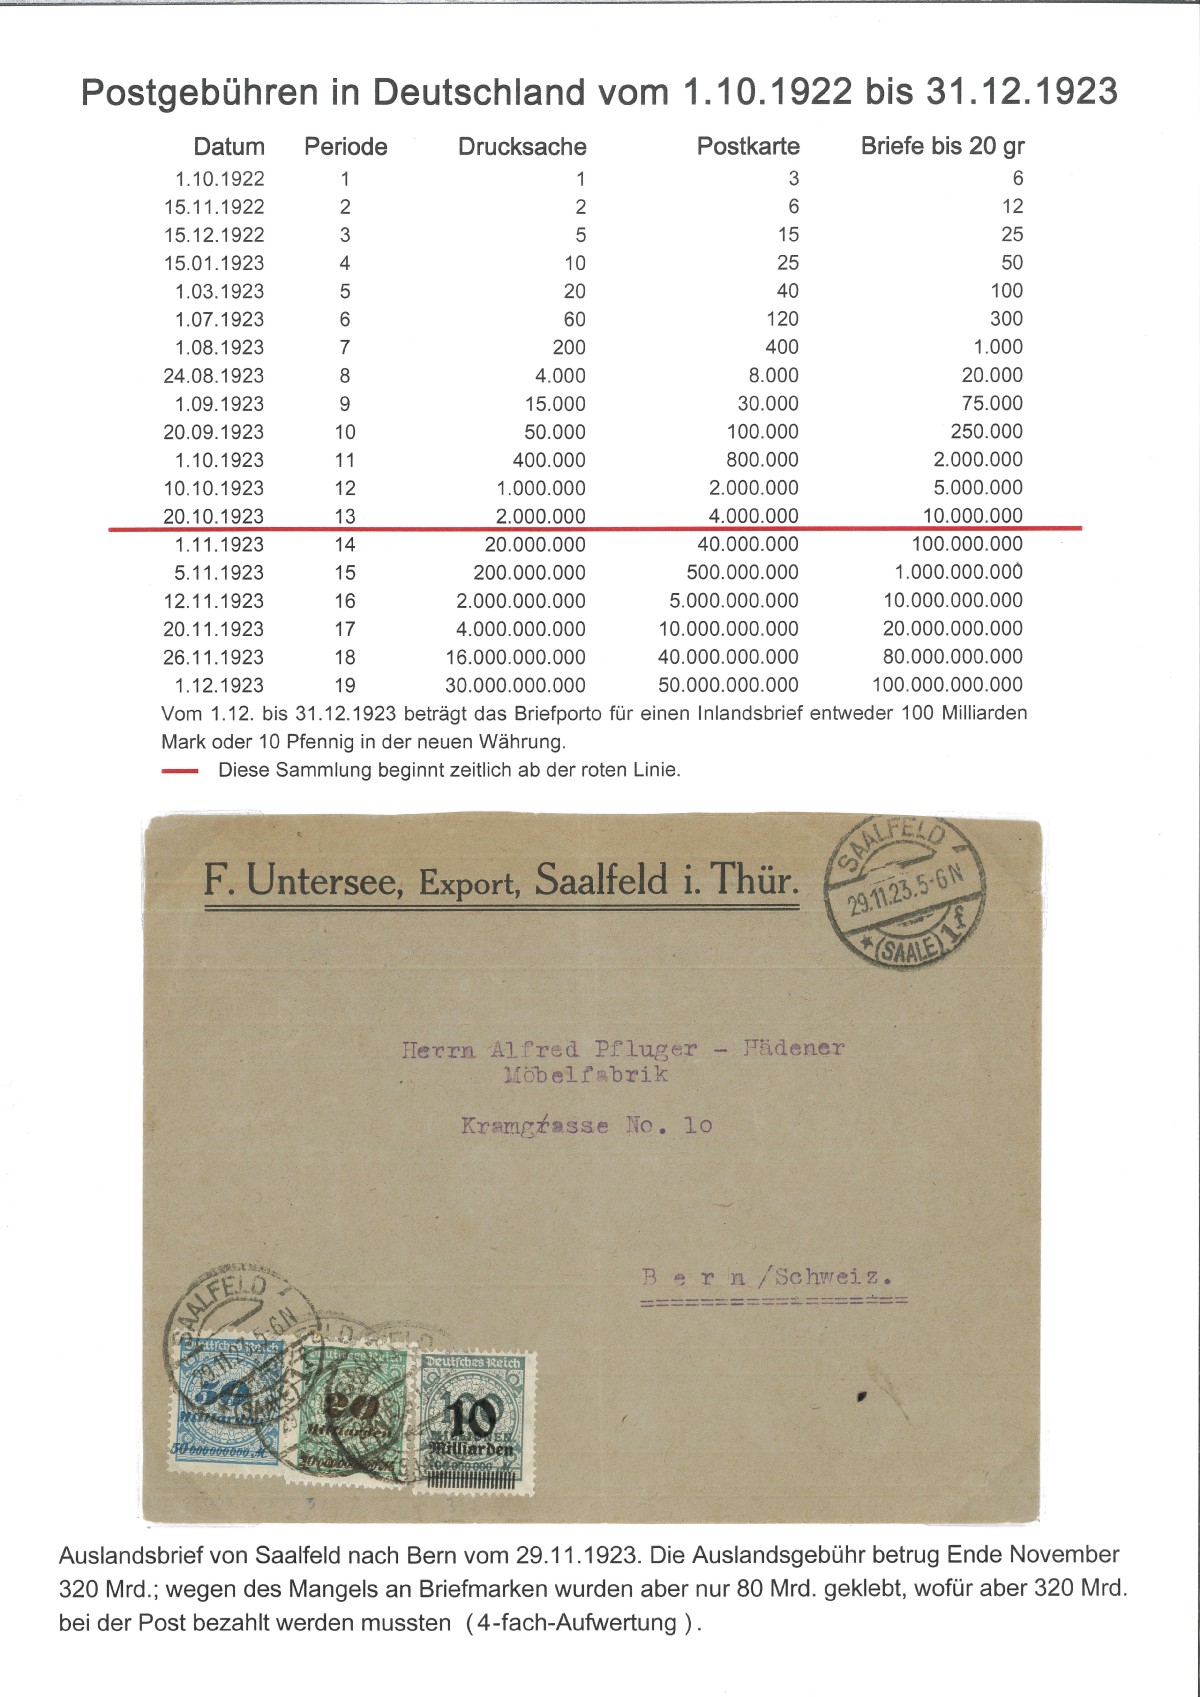 Postgebühren in Deutschland vom 1.10.1922 bis 31.12.1923
Datum Periode Drucksache Postkarte Briefe bis 20 gr
1.10.1922 1 1 3 6
15.11.1922 2 2 6 12
15.12.1922 3 5 15 25
15.01.1923 4 10 25 50
1.03.1923 5 20 40 100
1.07.1923 6 60 120 300
1.08.1923 7 200 400 1.000
24.08.1923 8 4.000 8.000 20.000
1.09.1923 9 15.000 30.000 75.000
20.09.1923 10 50.000 100.000 250.000
1.10.1923 11 400.000 800.000 2.000.000
10.10.1923 12 1.000.000 2.000.000 5.000.000
20.10.1923 13 2.000.000 4.000.000 10.000.000
1.11.1923 14 20.000.000 40.000.000 100.000.000
5.11.1923 15 200.000.000 500.000.000 1.000.000.000
12.11.1923 16 2.000.000.000 5.000.000.000 10.000.000.000
20.11.1923 17 4.000.000.000 10.000.000.000 20.000.000.000
26.11.1923 18 16.000.000.000 40.000.000.000 80.000.000.000
1.12.1923 19 30.000.000.000 50.000.000.000 100.000.000.000
Vom 1.12. bis 31.12.1923 beträgt das Briefporto für einen Inlandsbrief entweder 100 Milliarden
Mark oder 10 Pfennig in der neuen Währung.
Diese Sammlung beginnt zeitlich ab der roten Linie.
SAALFELD
29.11.23.5-6N
★ (SAALE) 1f
F. Untersee, Export, Saalfeld i. Thür.
Herrn Alfred Pfluger - Hädener
Möbelfabrik
Kramgrasse No. 10
Bern/Schweiz.
SAALFELD
Deutsches Reich
50
Milliarden
50000000000 M
Deutsches Reich
20
Milliarden
Deutsches Reich
10
Milliarden
Auslandsbrief von Saalfeld nach Bern vom 29.11.1923. Die Auslandsgebühr betrug Ende November
320 Mrd.; wegen des Mangels an Briefmarken wurden aber nur 80 Mrd. geklebt, wofür aber 320 Mrd.
bei der Post bezahlt werden mussten (4-fach-Aufwertung).